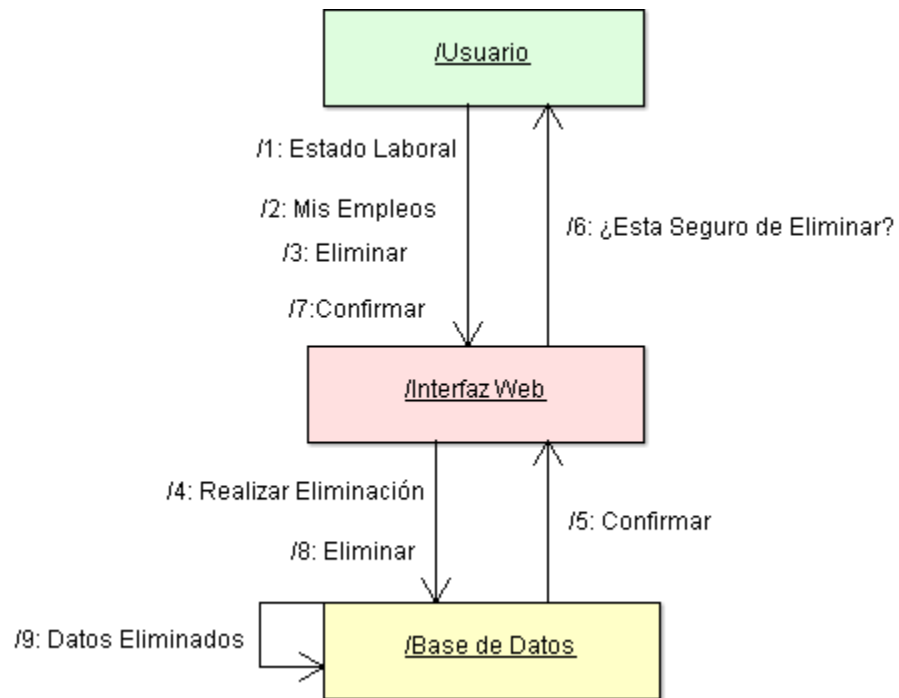 /Usuario
/1: Estado Laboral
/2: Mis Empleos
/6: ¿Esta Seguro de Eliminar?
/3: Eliminar
/7:Confirmar
/Interfaz Web
/4: Realizar Eliminación
/5: Confirmar
/8: Eliminar
/9: Datos Eliminados
/Base de Datos